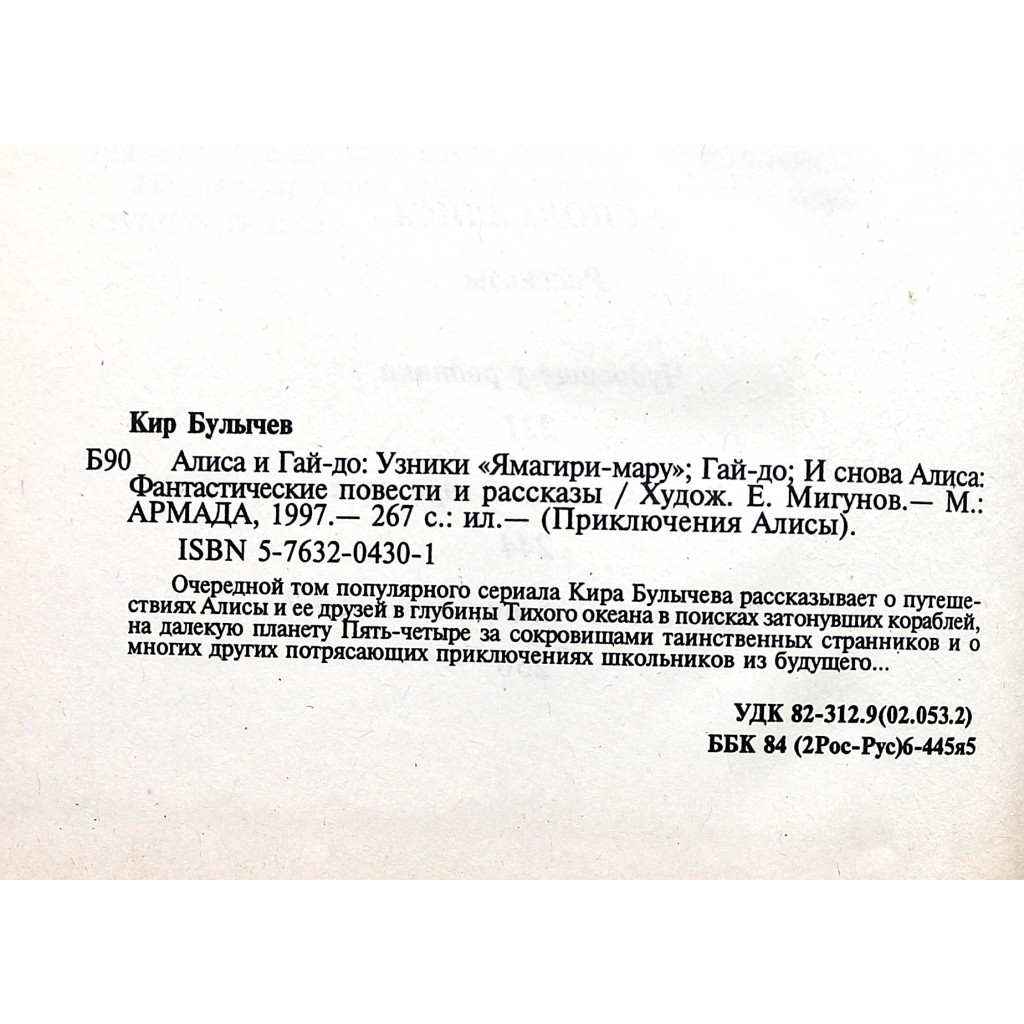 Кир Булычев
Б90 Алиса и Гай-до: Узники «Ямагири-мару»; Гай-до; И снова Алиса:
Фантастические повести и рассказы / Худож. Е. Мигунов.— М.:
АРМАДА, 1997.— 267 с.: ил.— (Приключения Алисы).
ISBN 5-7632-0430-1
Очередной том популярного сериала Кира Булычева рассказывает о путеше-
ствиях Алисы и ее друзей в глубины Тихого океана в поисках затонувших кораблей,
на далекую планету Пять-четыре за сокровищами таинственных странников и о
многих других потрясающих приключениях школьников из будущего...
УДК 82-312.9(02.053.2)
ББК 84 (2Рос-Рус)6-445я5